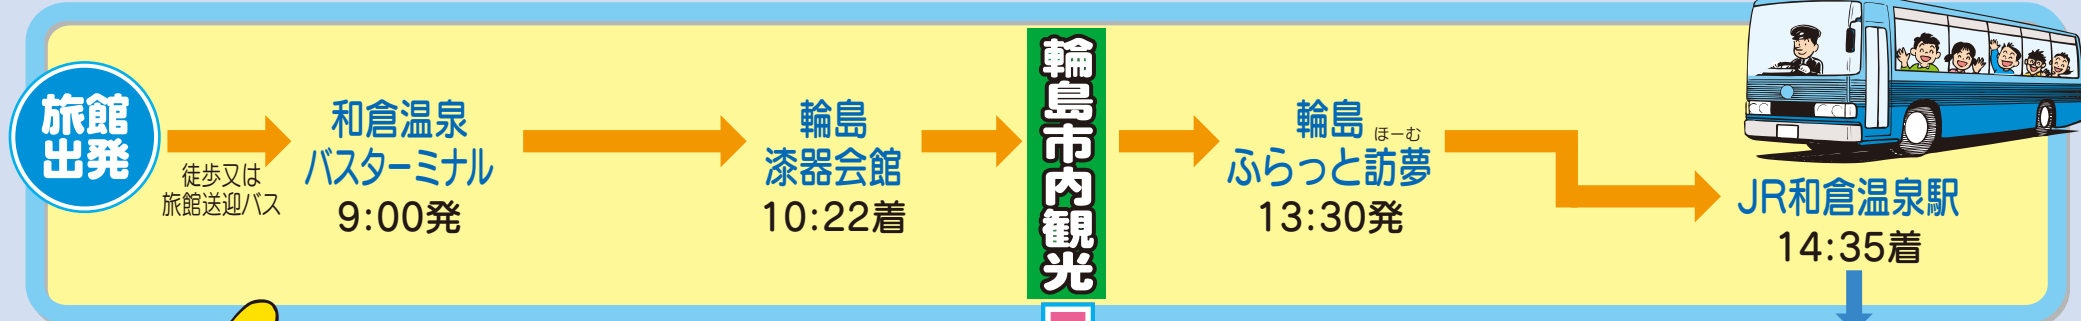 旅館
出発
徒歩又は
旅館送迎バス
和倉温泉
バスターミナル
9:00発
輪島
漆器会館
10:22着
輪島市内観光
輪島
ほーむ
ふらっと訪夢
13:30発
JR和倉温泉駅
14:35着